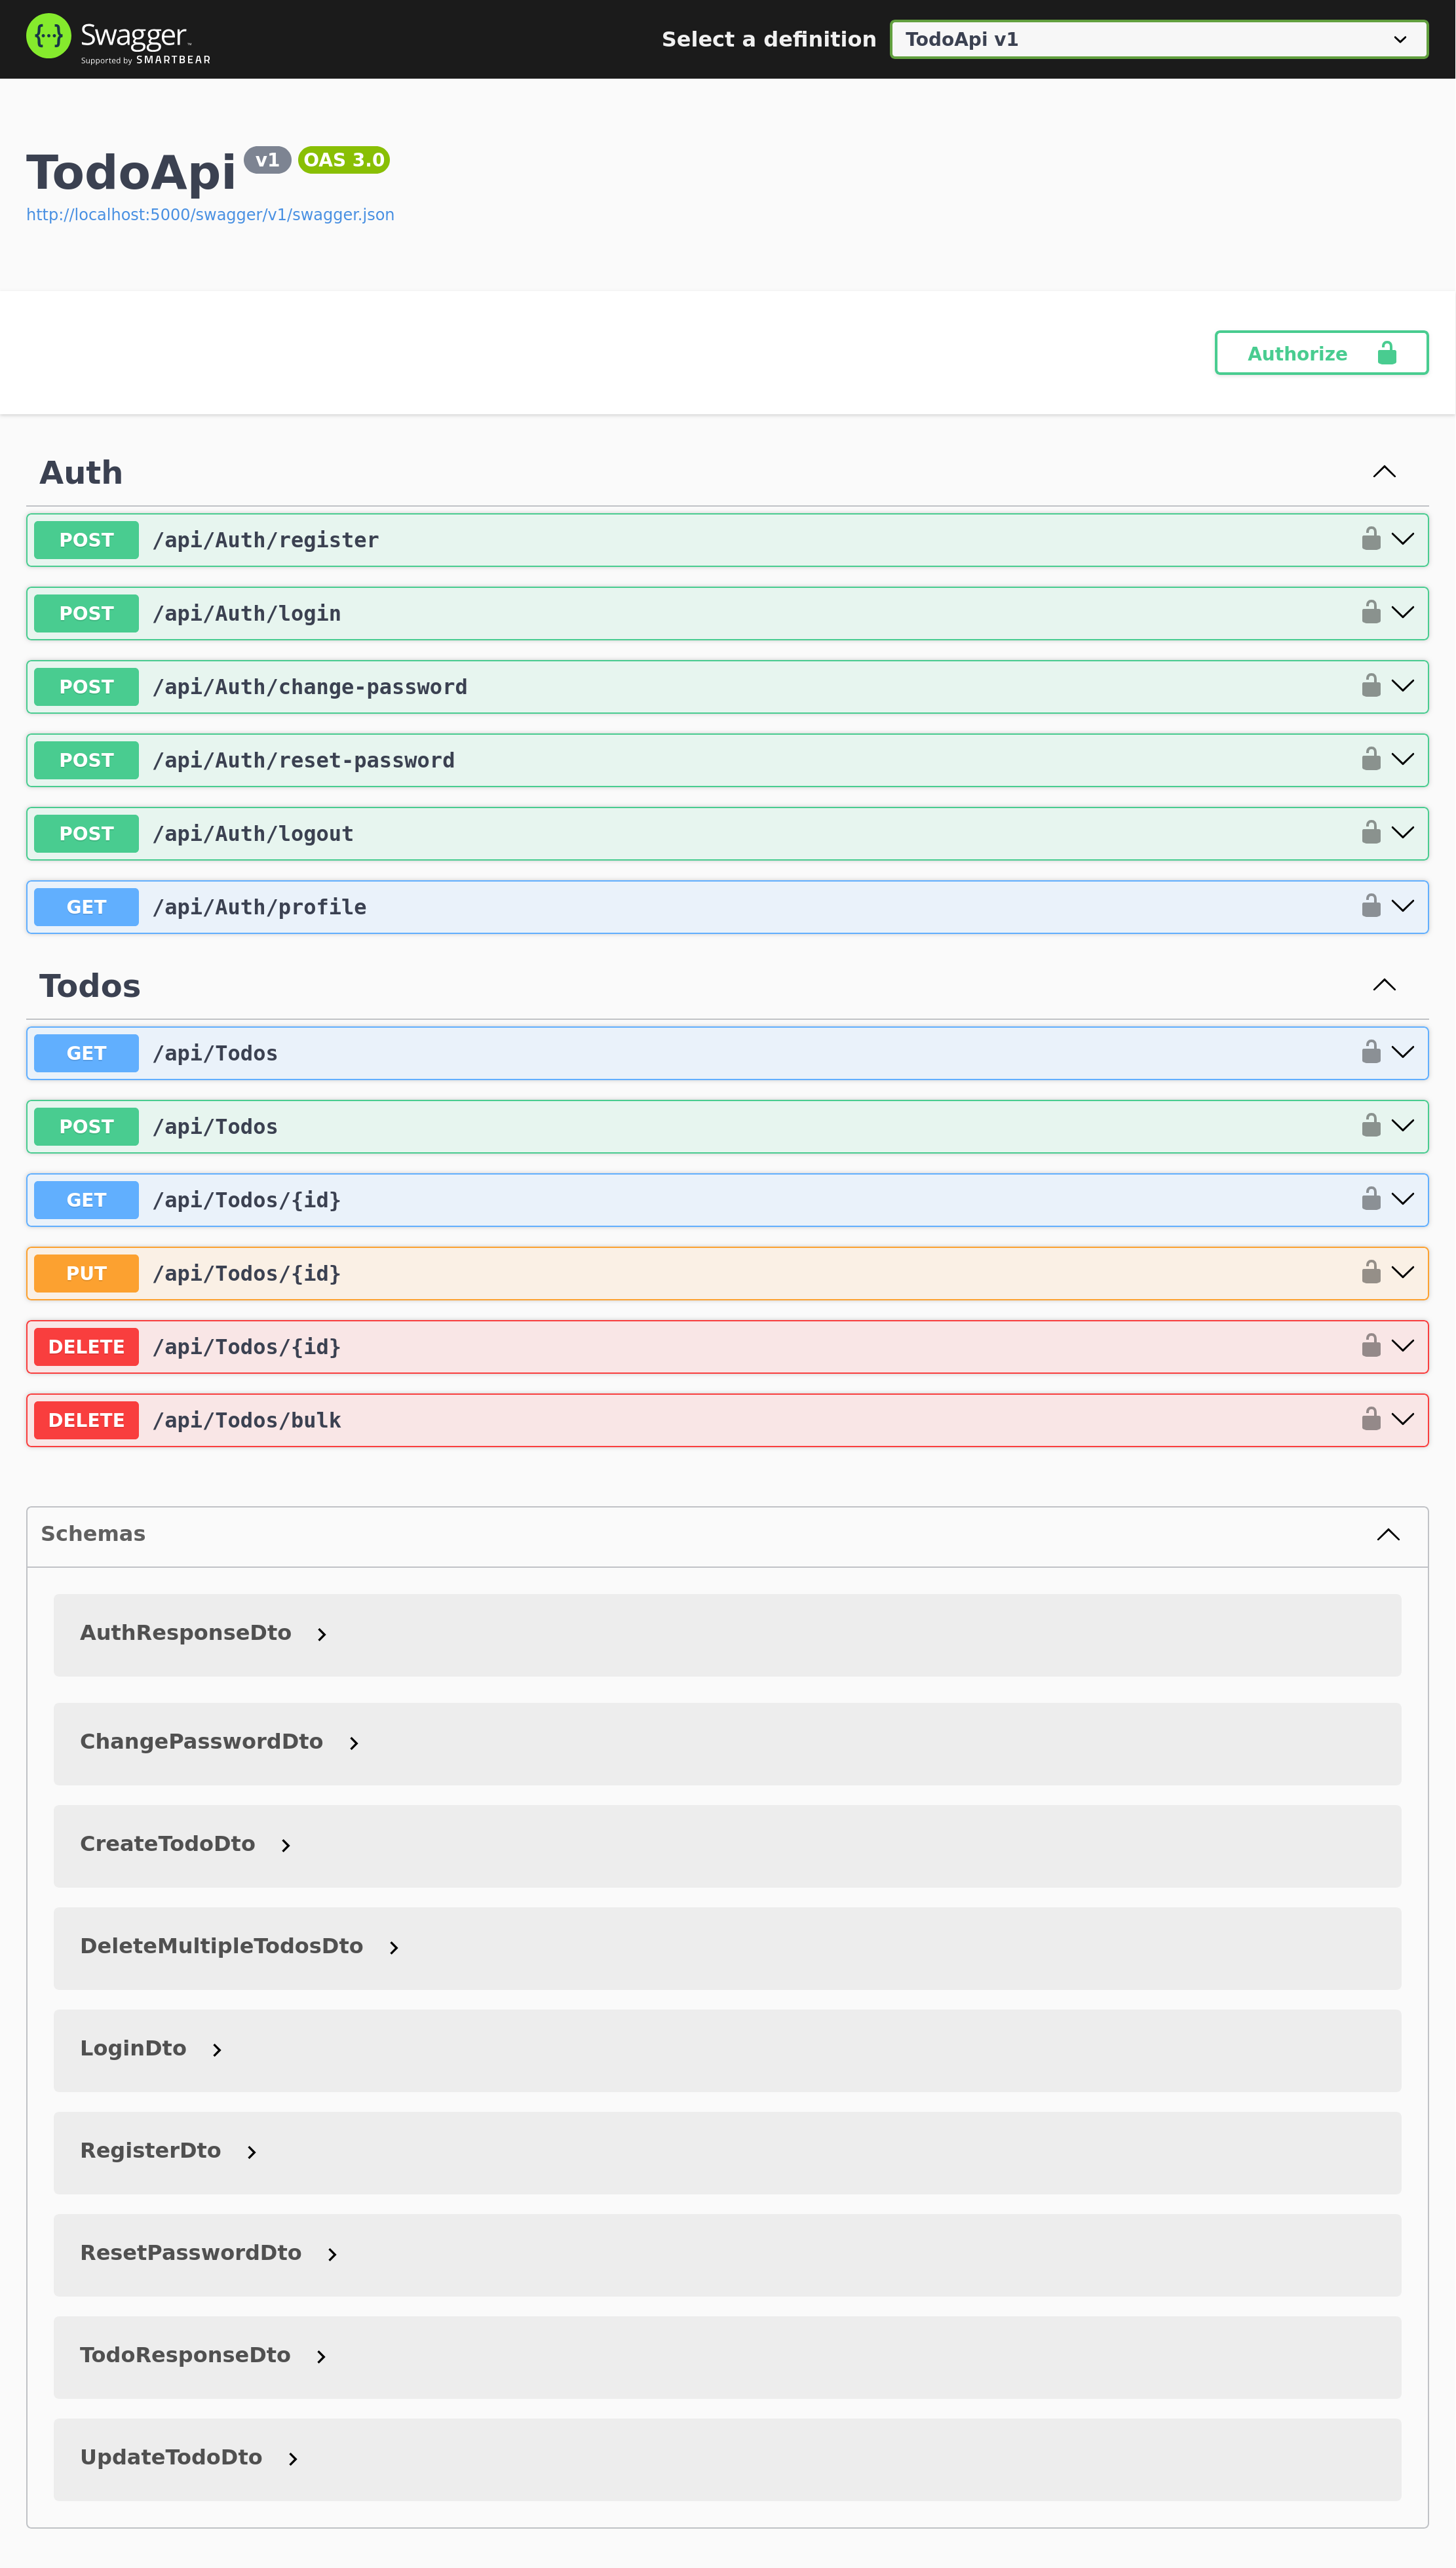 Swagger™
Supported by SMARTBEAR
Select a definition
TodoApi v1
TodoApi v1 OAS 3.0
http://localhost:5000/swagger/v1/swagger.json
Authorize
Auth
POST /api/Auth/register
POST /api/Auth/login
POST /api/Auth/change-password
POST /api/Auth/reset-password
POST /api/Auth/logout
GET /api/Auth/profile
Todos
GET /api/Todos
POST /api/Todos
GET /api/Todos/{id}
PUT /api/Todos/{id}
DELETE /api/Todos/{id}
DELETE /api/Todos/bulk
Schemas
AuthResponseDto
ChangePasswordDto
CreateTodoDto
DeleteMultipleTodosDto
LoginDto
RegisterDto
ResetPasswordDto
TodoResponseDto
UpdateTodoDto